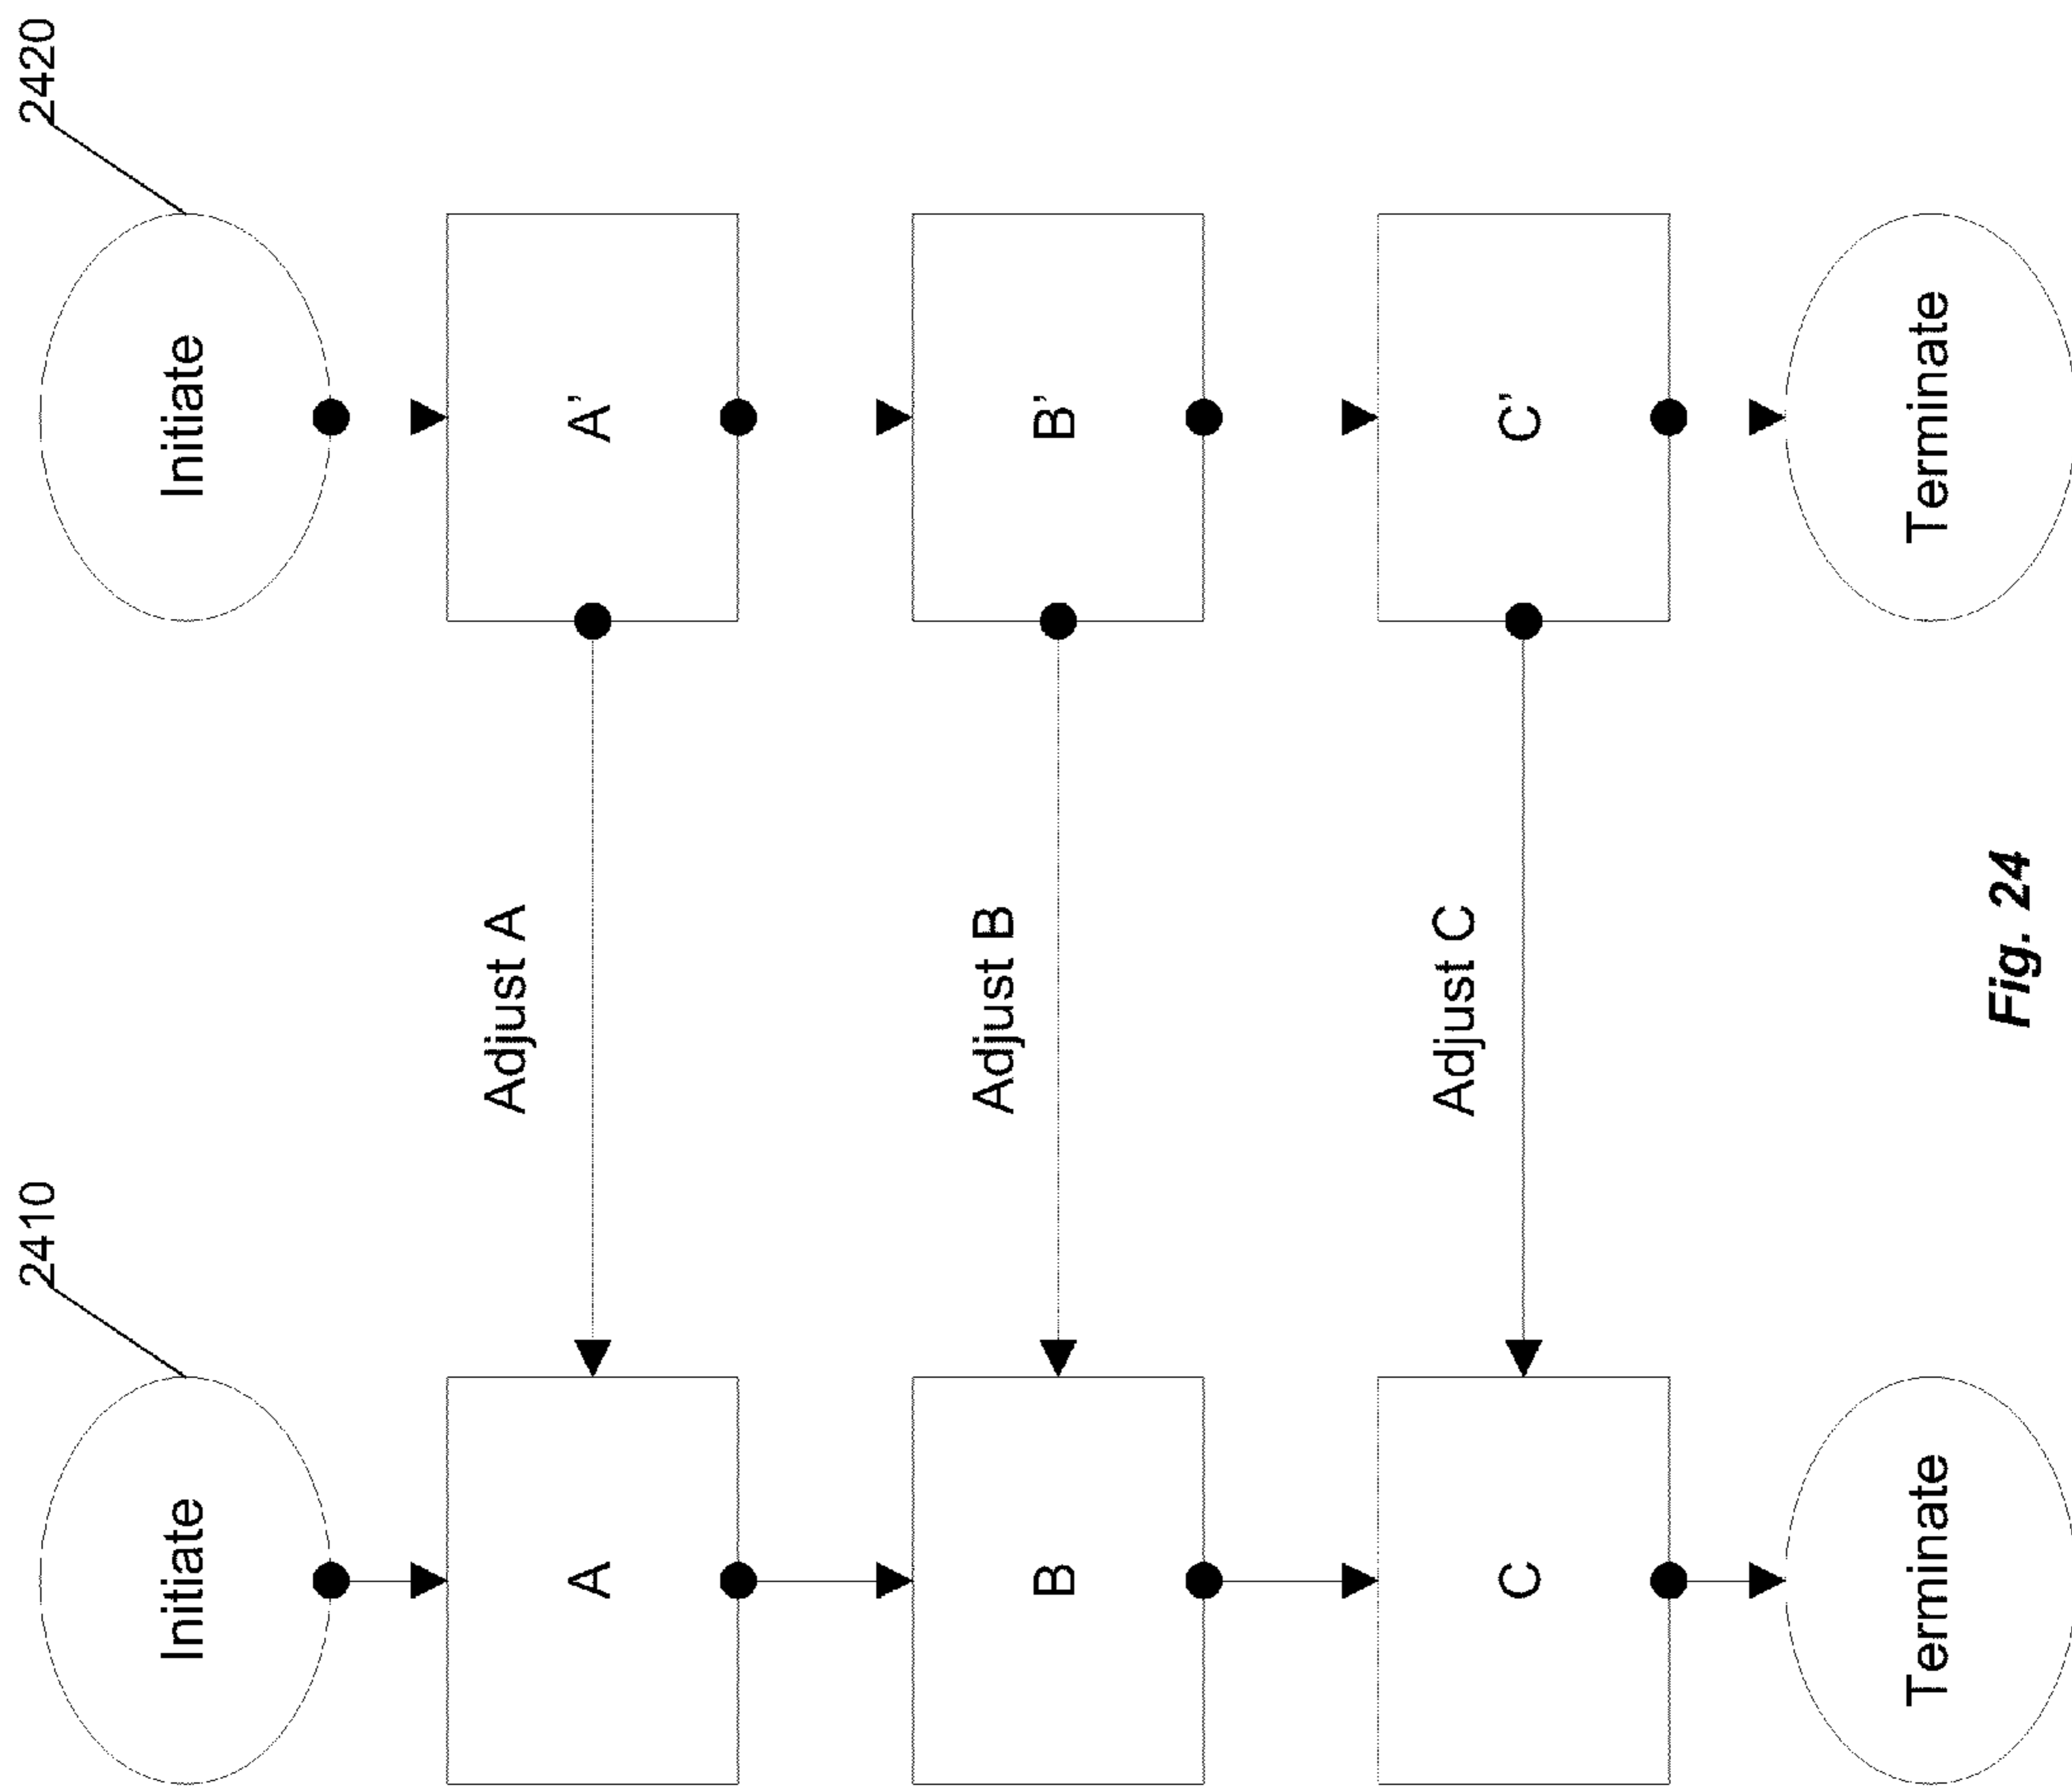 2410
2420
Initiate
Initiate
Adjust A
A
A'
Adjust B
B
B'
Adjust C
C
C'
Terminate
Terminate
Fig. 24